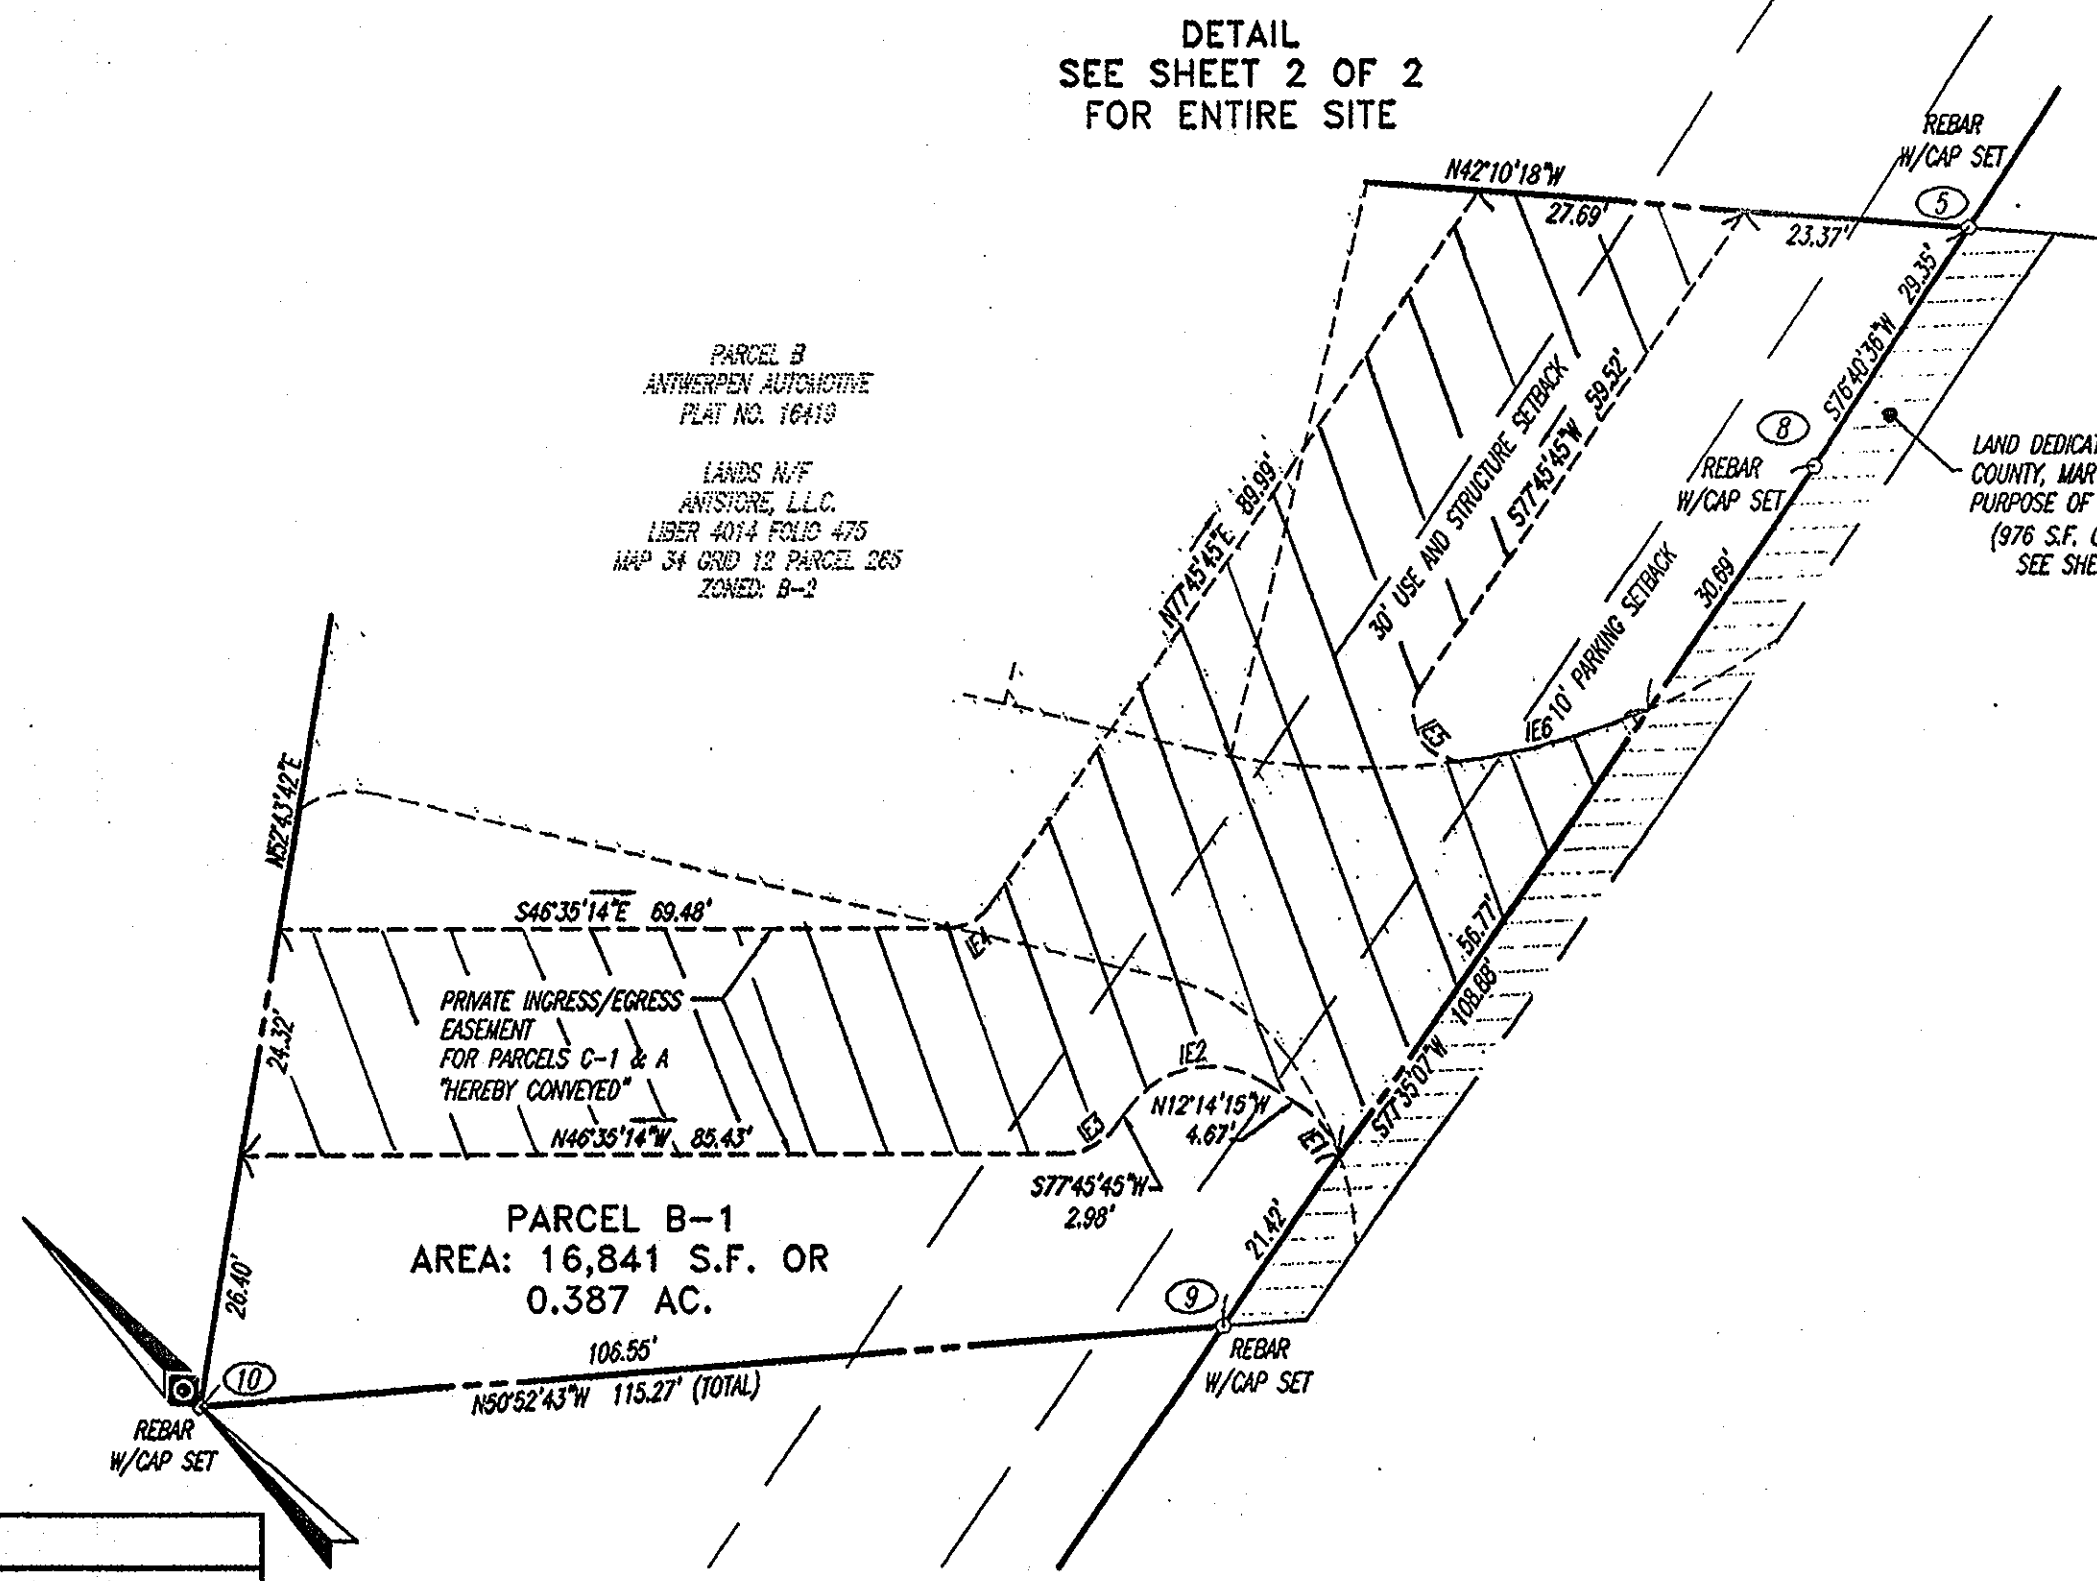 DETAIL
SEE SHEET 2 OF 2
FOR ENTIRE SITE
REBAR
W/CAP SET
5
N42°10'18"W
27.69'
23.37'
29.35'
S76°40'36"W
PARCEL B
ANTWERPEN AUTOMOTIVE
PLAT NO. 16419
LANDS N/F
ANTSTORE, L.L.C.
LIBER 4014 FOLIO 475
MAP 34 GRID 12 PARCEL 265
ZONED: B-2
8
REBAR
W/CAP SET
LAND DEDICAT
COUNTY, MAR
PURPOSE OF
(976 S.F.
SEE SHE
N77°45'45"E 89.99'
30' USE AND STRUCTURE SETBACK
S77°45'45"W 59.52'
10' PARKING SETBACK
30.69'
IE5
IE6
N52°43'42"E
S46°35'14"E 69.48'
IE4
56.77'
S77°35'07"W 108.88'
24.32'
PRIVATE INGRESS/EGRESS
EASEMENT
FOR PARCELS C-1 & A
"HEREBY CONVEYED"
N46°35'14"W 85.43'
IE2
IE3
N12°14'15"W
4.67'
IE1
S77°45'45"W
2.98'
PARCEL B-1
AREA: 16,841 S.F. OR
0.387 AC.
21.42'
26.40'
9
REBAR
W/CAP SET
10
106.55'
N50°52'43"W 115.27' (TOTAL)
REBAR
W/CAP SET